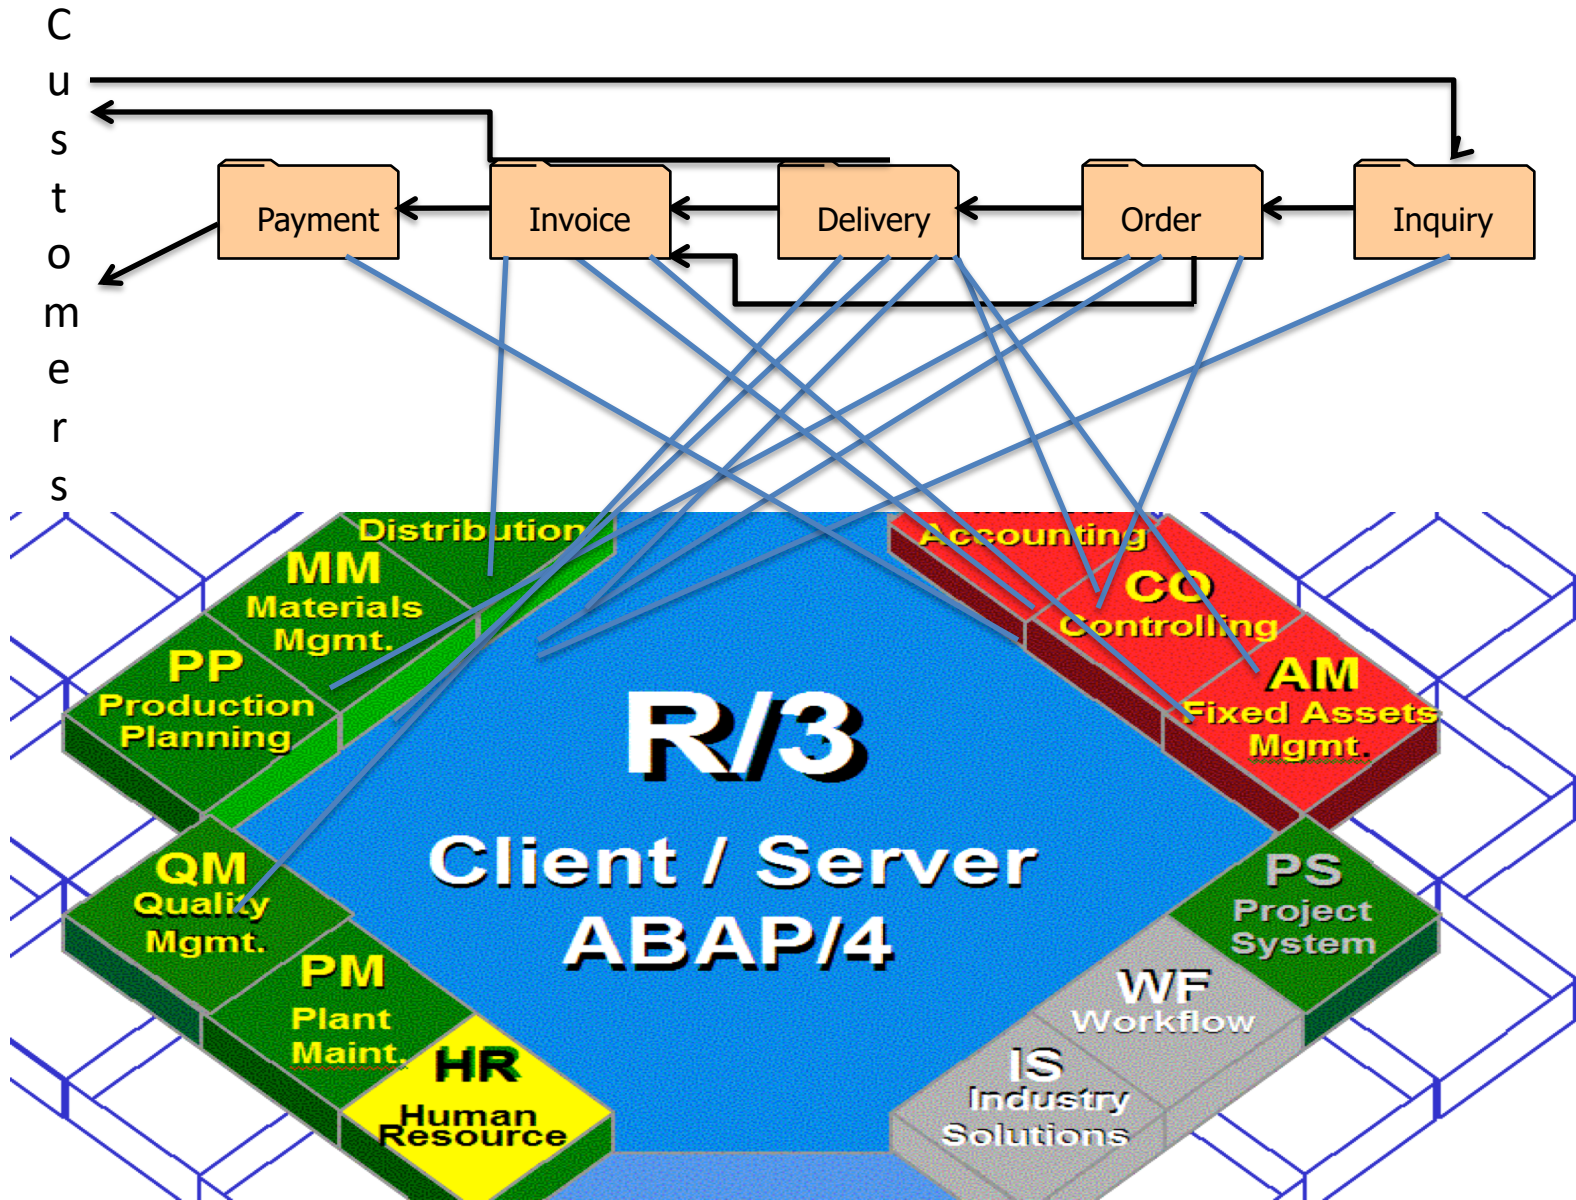 Customers
Payment
Invoice
Delivery
Order
Inquiry
Distribution
Accounting
MM
Materials
Mgmt.
CO
Controlling
PP
Production
Planning
AM
Fixed Assets
Mgmt.
R/3
Client / Server
ABAP/4
QM
Quality
Mgmt.
PS
Project
System
PM
Plant
Maint.
WF
Workflow
HR
Human
Resource
IS
Industry
Solutions